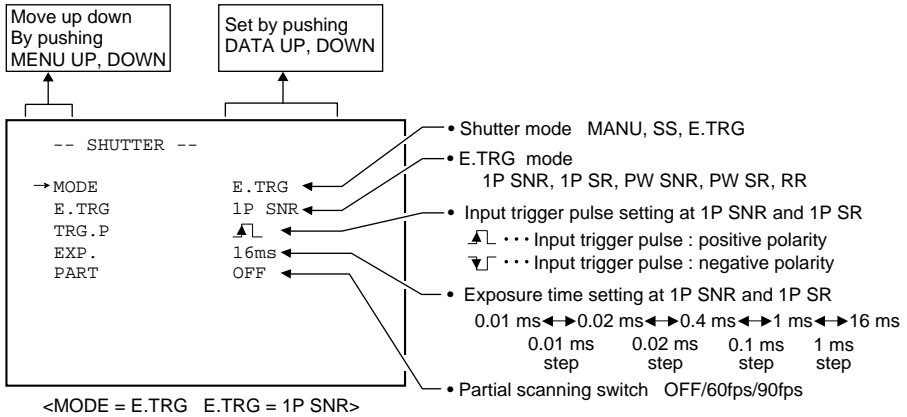 Move up down
By pushing
MENU UP, DOWN
Set by pushing
DATA UP, DOWN
-- SHUTTER --
→MODE E.TRG
E.TRG 1P SNR
TRG.P
EXP. 16ms
PART OFF
• Shutter mode MANU, SS, E.TRG
• E.TRG mode
1P SNR, 1P SR, PW SNR, PW SR, RR
• Input trigger pulse setting at 1P SNR and 1P SR
･･･Input trigger pulse : positive polarity
･･･Input trigger pulse : negative polarity
• Exposure time setting at 1P SNR and 1P SR
0.01 ms↔0.02 ms↔0.4 ms↔1 ms↔16 ms
0.01 ms 0.02 ms 0.1 ms 1 ms
step step step step
• Partial scanning switch OFF/60fps/90fps
<MODE = E.TRG E.TRG = 1P SNR>